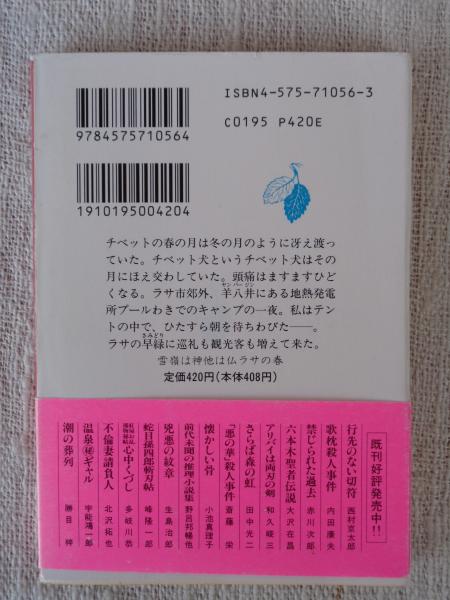 ISBN4-575-71056-3
C0195 P420E
9784575710564
1910195004204
チベットの春の月は冬の月のように冴え渡っ
ていた。チベット犬というチベット犬はその
月にほえ交わしていた。頭痛はますますひど
くなる。ラサ市郊外、羊八井にある地熱発電
ヤンパージン
所プールわきでのキャンプの一夜。私はテン
トの中で、ひたすら朝を待ちわびた――。
ラサの早緑に巡礼も観光客も増えて来た。
さみどり
雪嶺は神他は仏ラサの春
定価420円(本体408円)
既刊好評発売中!!
行先のない切符 西村京太郎
歌枕殺人事件 内田康夫
禁じられた過去 赤川次郎
六本木聖者伝説 大沢在昌
アリバイは両刃の剣 和久峻三
さらば森の虹 田中光二
「悪の華」殺人事件 斎藤栄
懐かしい骨 小池真理子
前代未聞の推理小説集 野呂邦暢他
兇悪の紋章 生島治郎
蛇目孫四郎斬刃帖 峰隆一郎
心中くづし 多岐川恭
不倫妻請負人 北沢拓也
温泉㊙ギャル 宇能鴻一郎
潮の葬列 勝目梓